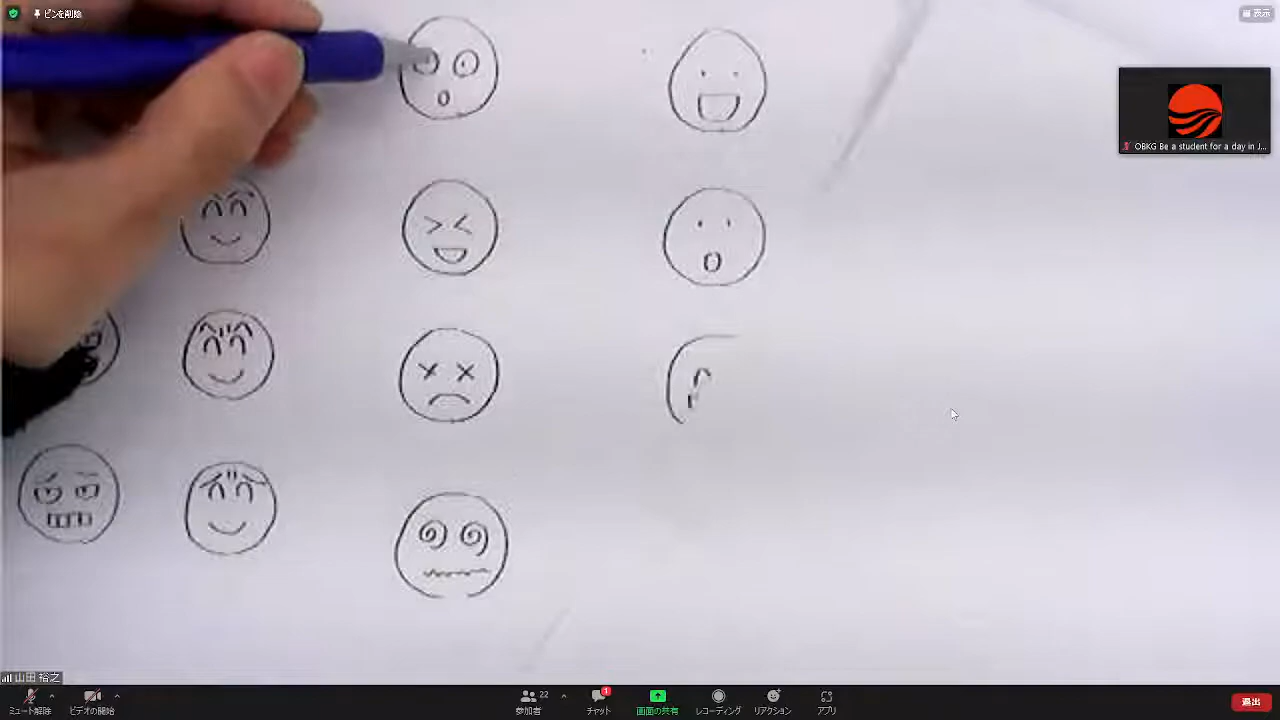 ピンを削除
表示
OBKG Be a student for a day in J...
山田 裕之
ミュート解除
ビデオの開始
22
参加者
1
チャット
画面の共有
レコーディング
リアクション
アプリ
退出